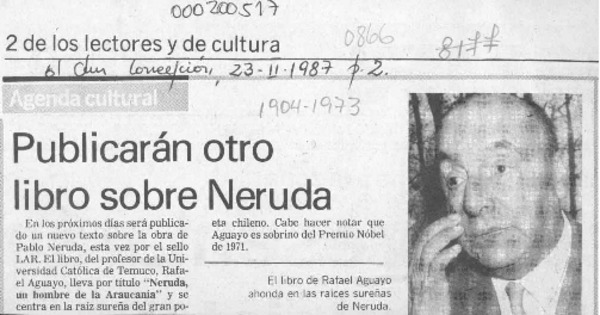 000200517
2 de los lectores y de cultura
0866
8177
El Sur, Concepción, 23-II-1987 p. 2.
Agenda cultural
1904-1973
Publicarán otro
libro sobre Neruda
En los próximos días será publica-
do un nuevo texto sobre la obra de
Pablo Neruda, esta vez por el sello
LAR. El libro, del profesor de la Uni-
versidad Católica de Temuco, Rafa-
el Aguayo, lleva por título "Neruda,
un hombre de la Araucanía" y se
centra en la raíz sureña del gran po-
eta chileno. Cabe hacer notar que
Aguayo es sobrino del Premio Nóbel
de 1971.
El libro de Rafael Aguayo
ahonda en las raíces sureñas
de Neruda.